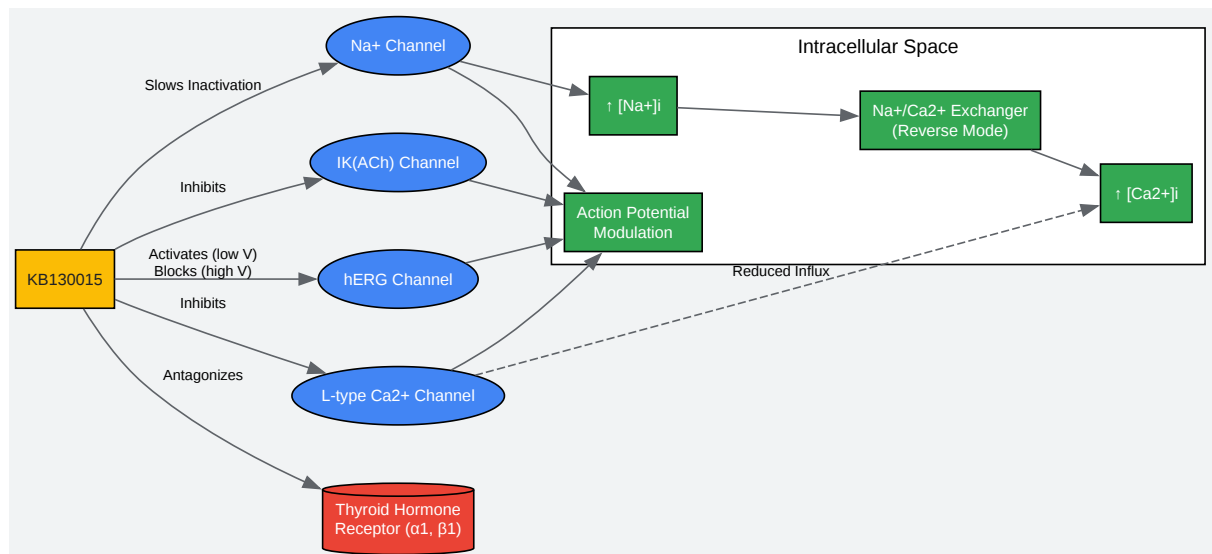 Na+ Channel
Intracellular Space
Slows Inactivation
↑ [Na+]i
Na+/Ca2+ Exchanger
(Reverse Mode)
IK(ACh) Channel
Inhibits
↑ [Ca2+]i
Action Potential
Modulation
Activates (low V)
Blocks (high V)
KB130015
hERG Channel
Reduced Influx
Inhibits
Antagonizes
L-type Ca2+ Channel
Thyroid Hormone
Receptor (α1, β1)